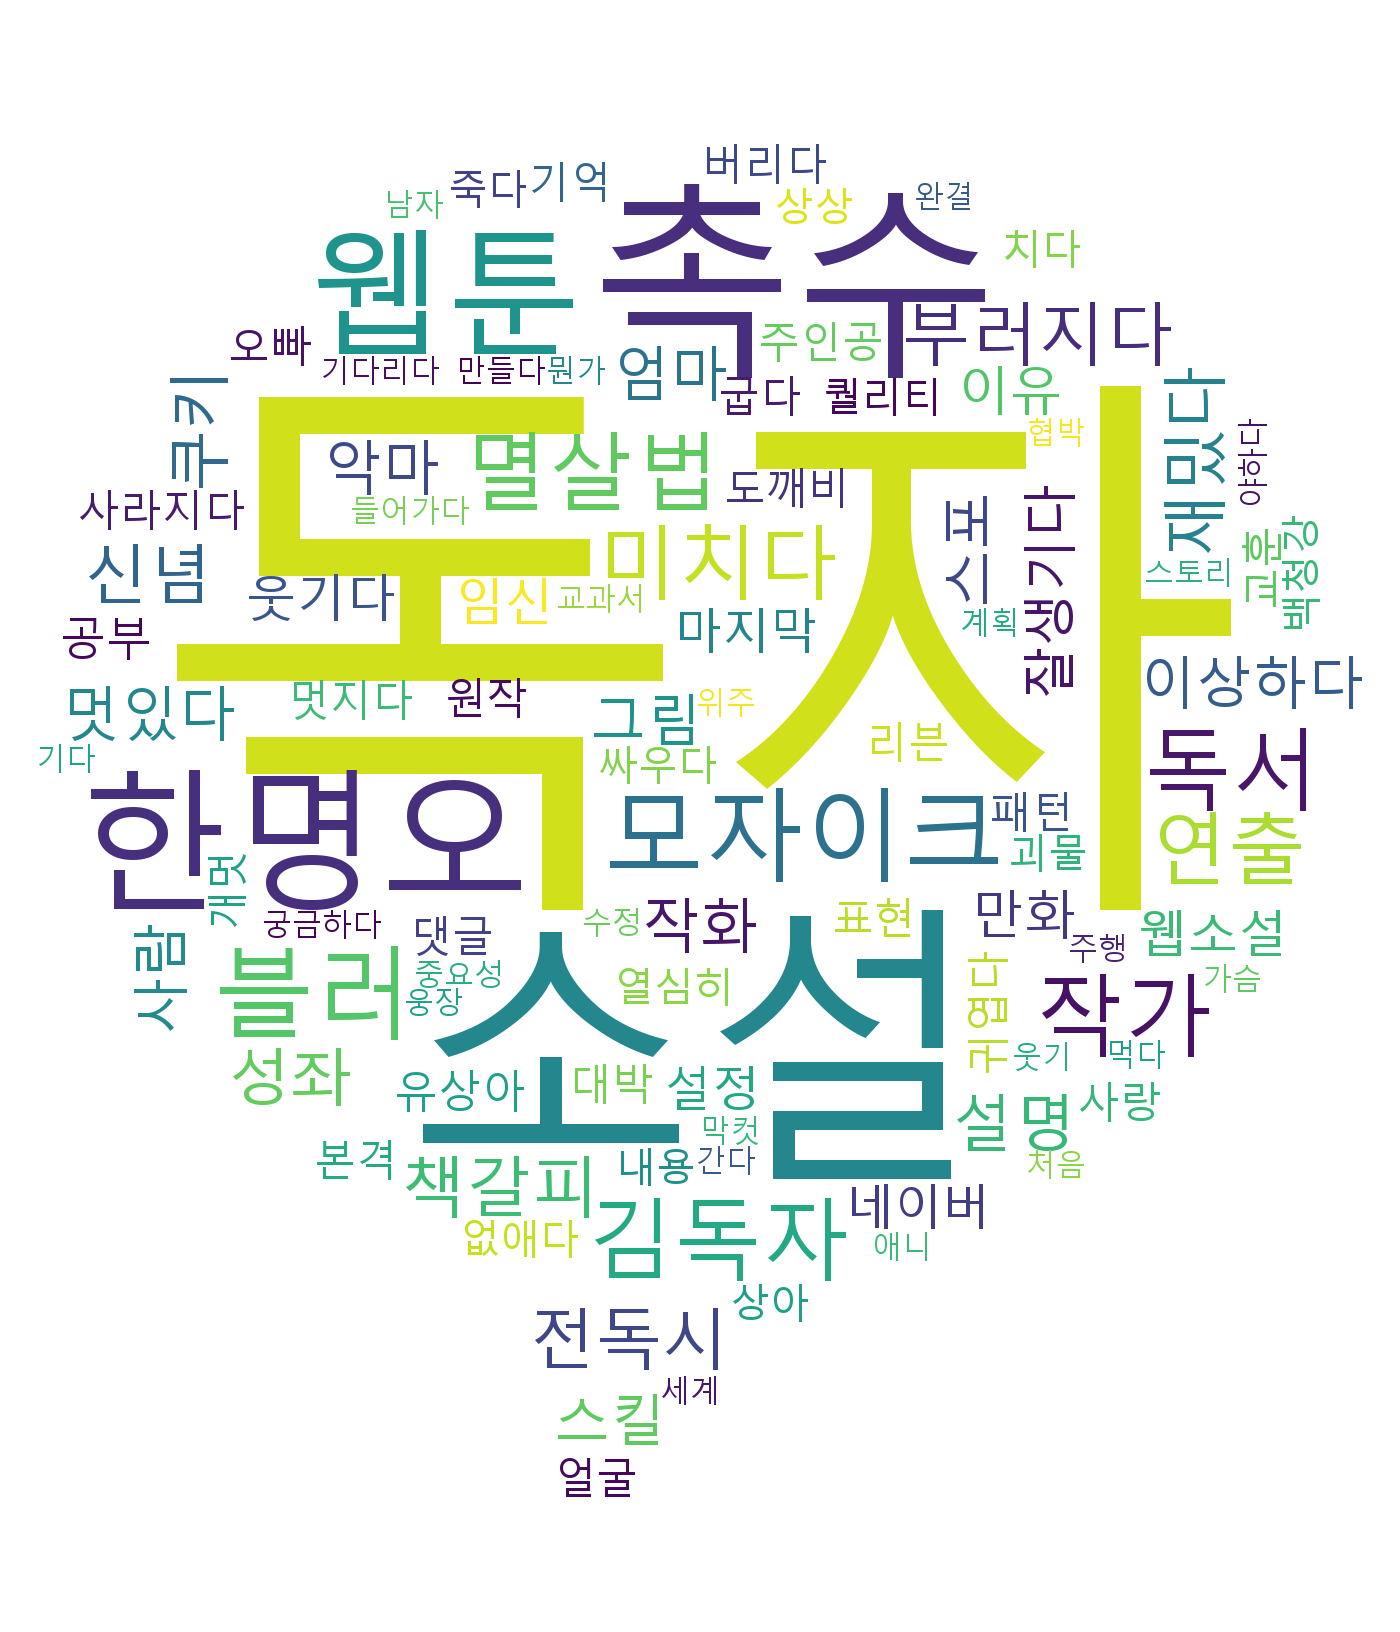 버리다
죽다
기억
남자
상상
완결
촉수
웹툰
치다
부러지다
오빠
주인공
기다리다
만들다
뭔가
엄마
굽다
퀄리티
이유
쿠키
재밌다
독자
협박
야하다
악마
멸살법
도깨비
사라지다
들어가다
스포
잘생기다
신념
미치다
교훈
백청강
웃기다
임신
교과서
스토리
공부
마지막
계획
이상하다
멋있다
멋지다
원작
그림
위주
기다
싸우다
리븐
독서
한명오
모자이크
패턴
연출
괴물
개멋
궁금하다
댓글
수정
작화
표현
만화
웹소설
사람
주행
블러
중요성
열심히
소설
귀엽다
가슴
웅장
작가
성좌
유상아
대박
설정
웃기
먹다
설명
사랑
막컷
본격
책갈피
내용
간다
처음
없애다
김독자
네이버
애니
상아
전독시
세계
스킬
얼굴